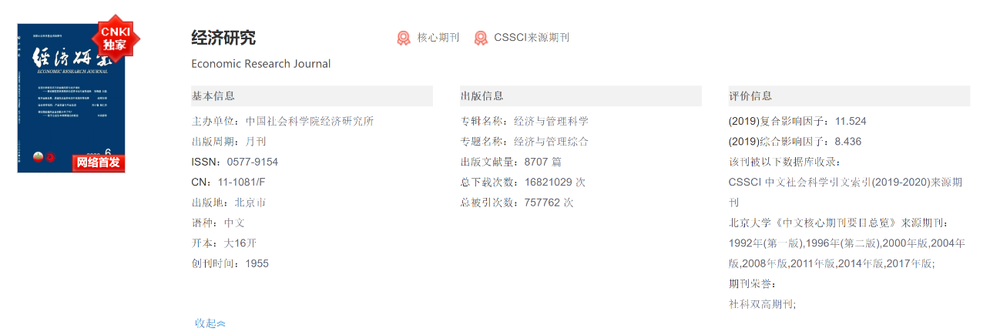 CNKI
独家
经济研究
ECONOMIC RESEARCH JOURNAL
6
网络首发
经济研究
核心期刊
CSSCI来源期刊
Economic Research Journal
基本信息
主办单位：中国社会科学院经济研究所
出版周期：月刊
ISSN：0577-9154
CN：11-1081/F
出版地：北京市
语种：中文
开本：大16开
创刊时间：1955
出版信息
专辑名称：经济与管理科学
专题名称：经济与管理综合
出版文献量：8707 篇
总下载次数：16821029 次
总被引次数：757762 次
评价信息
(2019)复合影响因子：11.524
(2019)综合影响因子：8.436
该刊被以下数据库收录：
CSSCI 中文社会科学引文索引(2019-2020)来源期
刊
北京大学《中文核心期刊要目总览》来源期刊：
1992年(第一版),1996年(第二版),2000年版,2004年
版,2008年版,2011年版,2014年版,2017年版;
期刊荣誉：
社科双高期刊;
收起